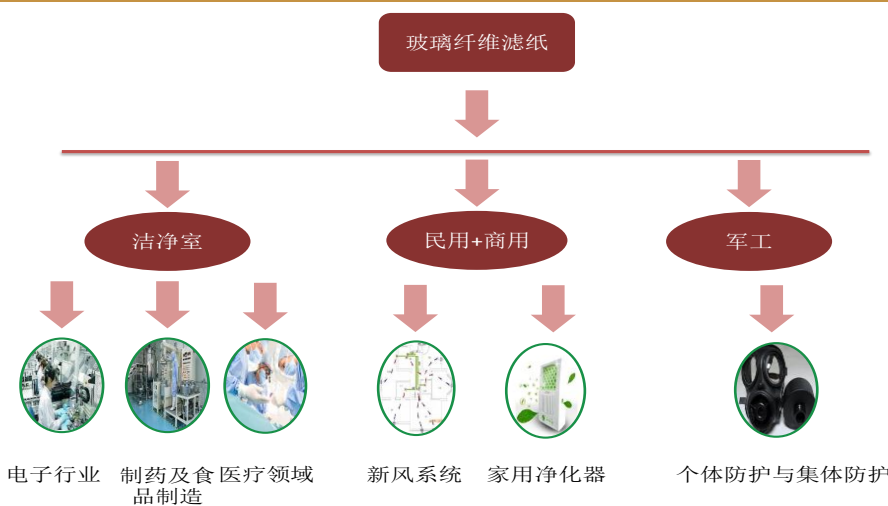 玻璃纤维滤纸
洁净室
民用+商用
军工
电子行业
制药及食
品制造
医疗领域
新风系统
家用净化器
个体防护与集体防护